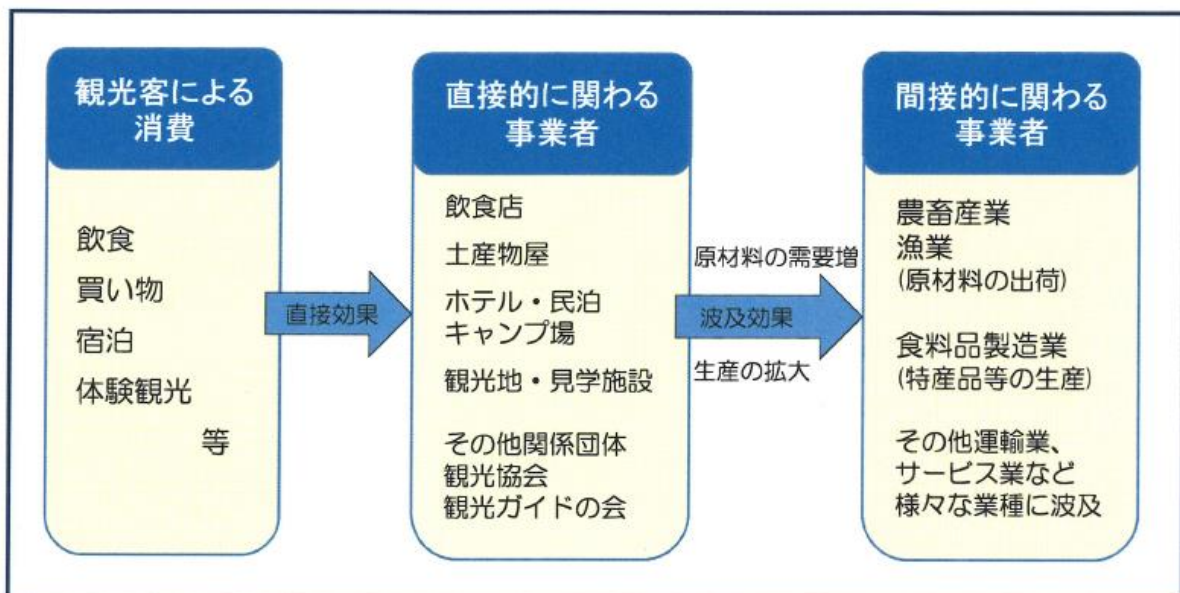 観光客による
消費
飲食
買い物
宿泊
体験観光
等
直接効果
直接的に関わる
事業者
飲食店
土産物屋
ホテル・民泊
キャンプ場
観光地・見学施設
その他関係団体
観光協会
観光ガイドの会
原材料の需要増
波及効果
生産の拡大
間接的に関わる
事業者
農畜産業
漁業
(原材料の出荷)
食料品製造業
(特産品等の生産)
その他運輸業、
サービス業など
様々な業種に波及